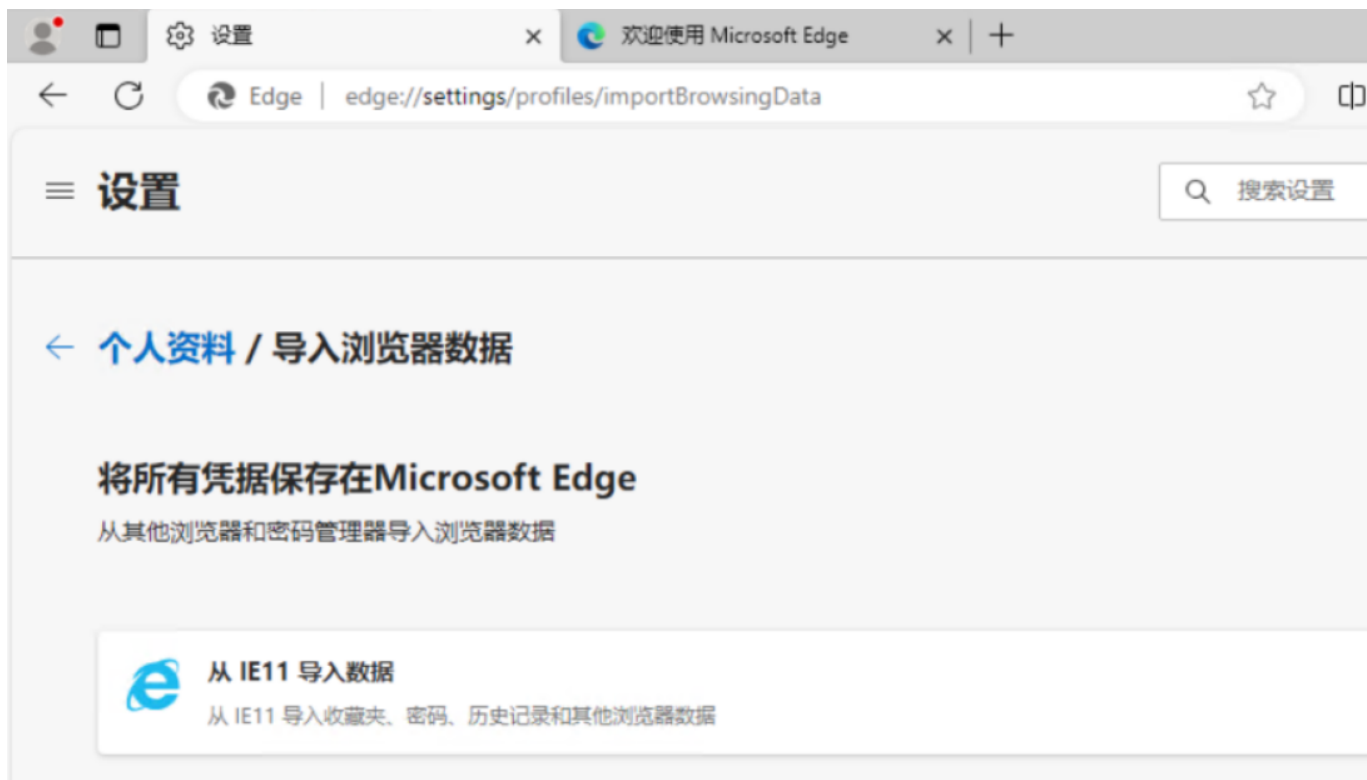 设置
欢迎使用 Microsoft Edge
Edge | edge://settings/profiles/importBrowsingData
设置
搜索设置
个人资料 / 导入浏览器数据
将所有凭据保存在Microsoft Edge
从其他浏览器和密码管理器导入浏览器数据
从 IE11 导入数据
从 IE11 导入收藏夹、密码、历史记录和其他浏览器数据